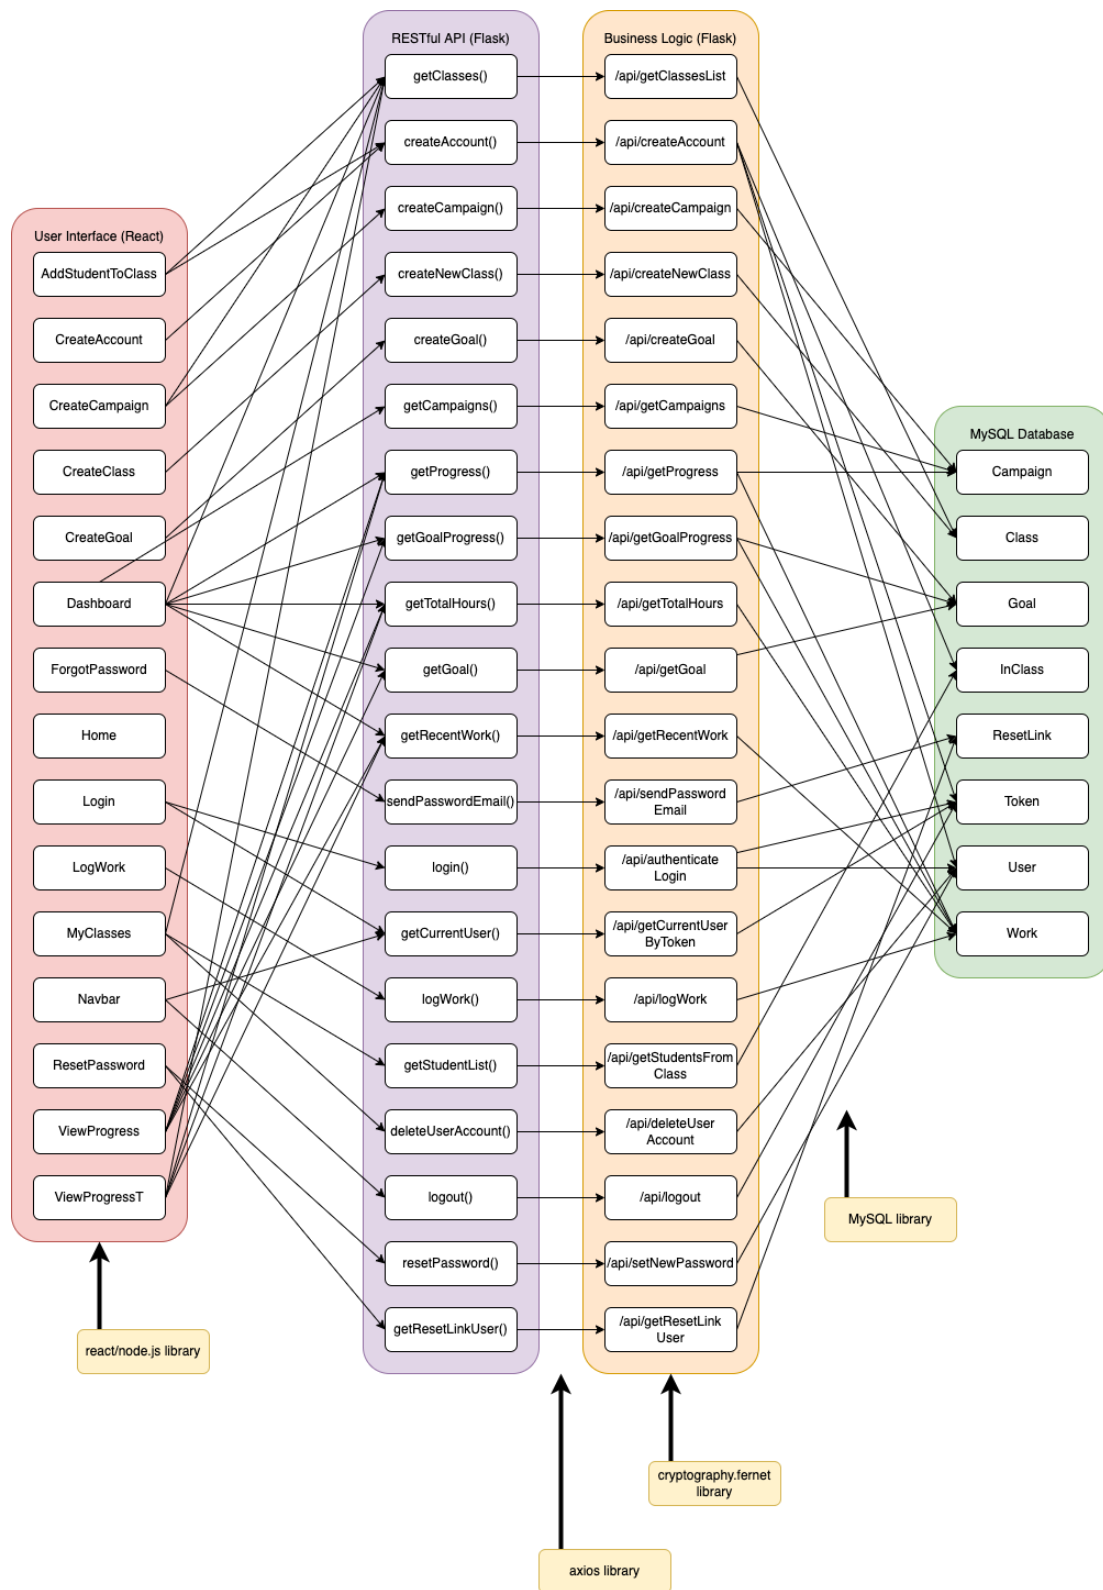 RESTful API (Flask)
getClasses()
createAccount()
createCampaign()
createNewClass()
createGoal()
getCampaigns()
getProgress()
getGoalProgress()
getTotalHours()
getGoal()
getRecentWork()
sendPasswordEmail()
login()
getCurrentUser()
logWork()
getStudentList()
deleteUserAccount()
logout()
resetPassword()
getResetLinkUser()
Business Logic (Flask)
/api/getClassesList
/api/createAccount
/api/createCampaign
/api/createNewClass
/api/createGoal
/api/getCampaigns
/api/getProgress
/api/getGoalProgress
/api/getTotalHours
/api/getGoal
/api/getRecentWork
/api/sendPassword
Email
/api/authenticate
Login
/api/getCurrentUser
ByToken
/api/logWork
/api/getStudentsFrom
Class
/api/deleteUser
Account
/api/logout
/api/setNewPassword
/api/getResetLink
User
User Interface (React)
AddStudentToClass
CreateAccount
CreateCampaign
CreateClass
CreateGoal
Dashboard
ForgotPassword
Home
Login
LogWork
MyClasses
Navbar
ResetPassword
ViewProgress
ViewProgressT
MySQL Database
Campaign
Class
Goal
InClass
ResetLink
Token
User
Work
MySQL library
react/node.js library
cryptography.fernet
library
axios library